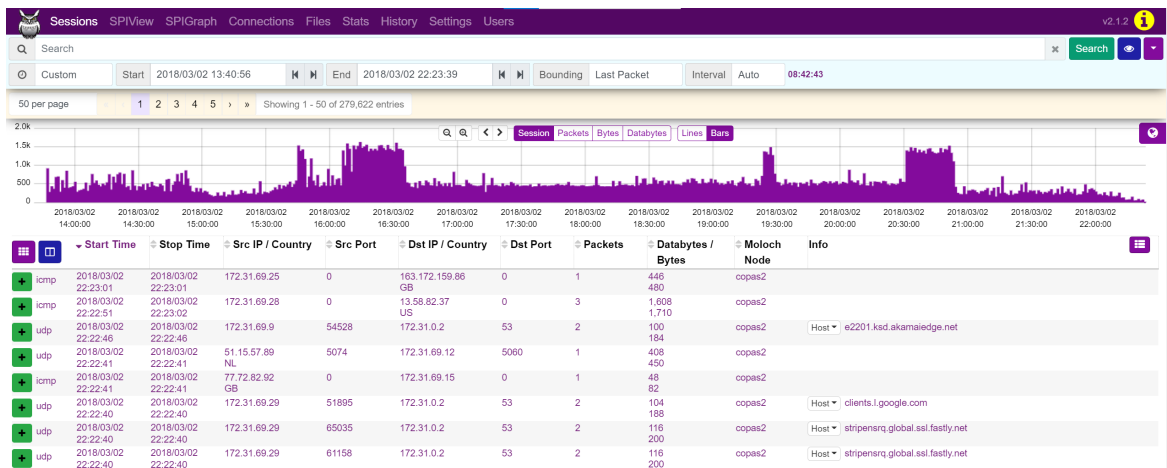 Sessions SPIView SPIGraph Connections Files Stats History Settings Users v2.1.2 i
Search Search
Custom Start 2018/03/02 13:40:56 End 2018/03/02 22:23:39 Bounding Last Packet Interval Auto 08:42:43
50 per page « ‹ 1 2 3 4 5 › » Showing 1 - 50 of 279,622 entries
Session Packets Bytes Databytes Lines Bars
2.0k
1.5k
1.0k
500
0
2018/03/02 2018/03/02 2018/03/02 2018/03/02 2018/03/02 2018/03/02 2018/03/02 2018/03/02 2018/03/02 2018/03/02 2018/03/02 2018/03/02 2018/03/02 2018/03/02 2018/03/02 2018/03/02 2018/03/02
14:00:00 14:30:00 15:00:00 15:30:00 16:00:00 16:30:00 17:00:00 17:30:00 18:00:00 18:30:00 19:00:00 19:30:00 20:00:00 20:30:00 21:00:00 21:30:00 22:00:00
Start Time Stop Time Src IP / Country Src Port Dst IP / Country Dst Port Packets Databytes / Moloch Info
Bytes Node
icmp 2018/03/02 2018/03/02 172.31.69.25 0 163.172.159.86 0 1 446 copas2
22:23:01 22:23:01 GB 480
icmp 2018/03/02 2018/03/02 172.31.69.28 0 13.58.82.37 0 3 1,608 copas2
22:22:51 22:23:02 US 1,710
udp 2018/03/02 2018/03/02 172.31.69.9 54528 172.31.0.2 53 2 100 copas2 Host e2201.ksd.akamaiedge.net
22:22:46 22:22:46 184
udp 2018/03/02 2018/03/02 51.15.57.89 5074 172.31.69.12 5060 1 408 copas2
22:22:41 22:22:41 NL 450
icmp 2018/03/02 2018/03/02 77.72.82.92 0 172.31.69.15 0 1 48 copas2
22:22:41 22:22:41 GB 82
udp 2018/03/02 2018/03/02 172.31.69.29 51895 172.31.0.2 53 2 104 copas2 Host clients.l.google.com
22:22:40 22:22:40 188
udp 2018/03/02 2018/03/02 172.31.69.29 65035 172.31.0.2 53 2 116 copas2 Host stripensrq.global.ssl.fastly.net
22:22:40 22:22:40 200
udp 2018/03/02 2018/03/02 172.31.69.29 61158 172.31.0.2 53 2 116 copas2 Host stripensrq.global.ssl.fastly.net
22:22:40 22:22:40 200